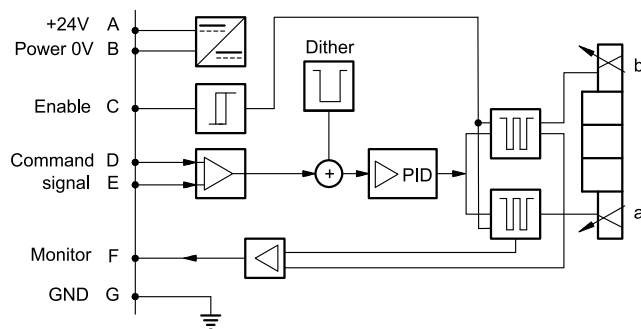 +24V A
Power 0V B
Dither
b
Enable C
Command D
signal E
+
PID
a
Monitor F
GND G